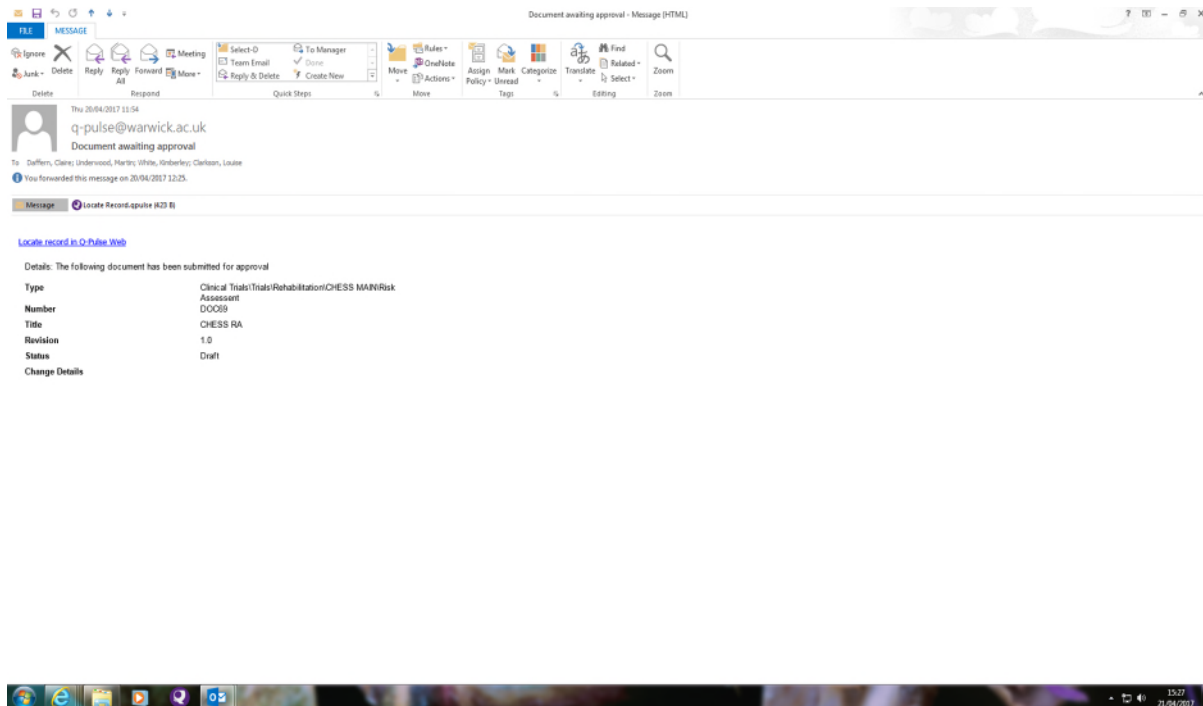 Document awaiting approval - Message (HTML)
FILE MESSAGE
Ignore
Junk
Delete
Reply
Reply All
Forward
Meeting
More
Select-D
Team Email
Reply & Delete
To Manager
Done
Create New
Move
Rules
OneNote
Actions
Assign Policy
Mark Unread
Categorize
Translate
Find
Related
Select
Zoom
Delete Respond Quick Steps Move Tags Editing Zoom
Thu 20/04/2017 11:54
q-pulse@warwick.ac.uk
Document awaiting approval
To Daffern, Claire; Underwood, Martin; White, Kimberley; Clarkson, Louise
You forwarded this message on 20/04/2017 12:25.
Message Locate Record.qpulse (423 B)
Locate record in Q-Pulse Web
Details: The following document has been submitted for approval
Type Clinical Trials\Trials\Rehabilitation\CHESS MAIN\Risk
Assessent
Number DOC69
Title CHESS RA
Revision 1.0
Status Draft
Change Details
15:27
21/04/2017